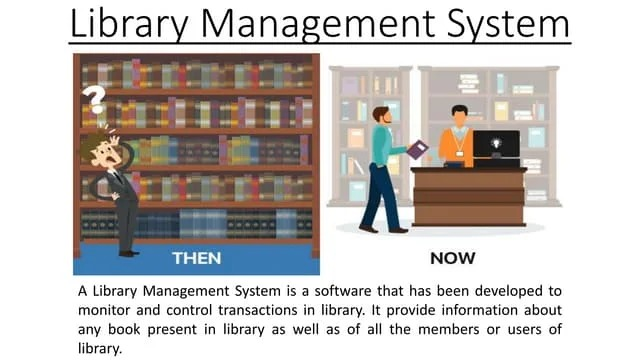 Library Management System
?
THEN
NOW
A Library Management System is a software that has been developed to
monitor and control transactions in library. It provide information about
any book present in library as well as of all the members or users of
library.